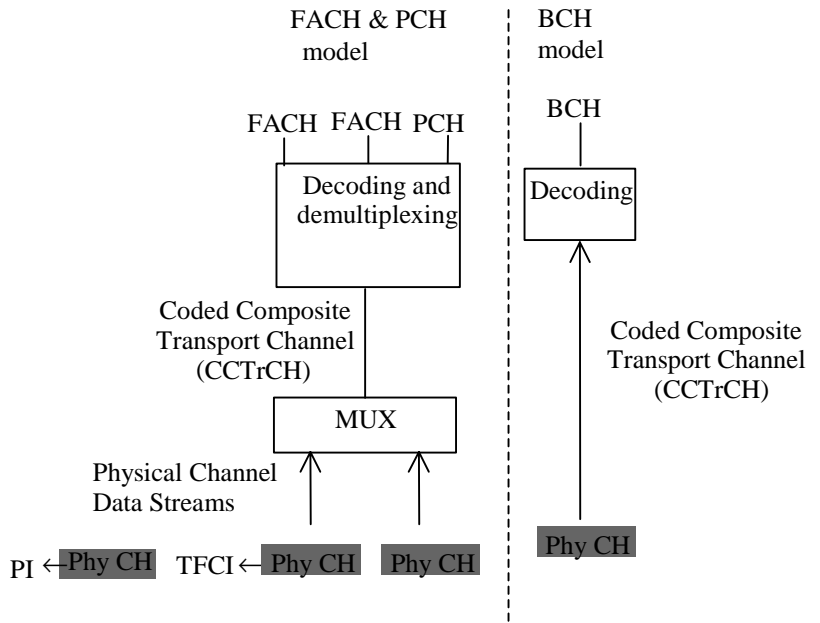 FACH & PCH
model
FACH
FACH
PCH
Decoding and
demultiplexing
Coded Composite
Transport Channel
(CCTrCH)
MUX
Physical Channel
Data Streams
PI
Phy CH
TFCI
Phy CH
Phy CH
BCH
model
BCH
Decoding
Coded Composite
Transport Channel
(CCTrCH)
Phy CH